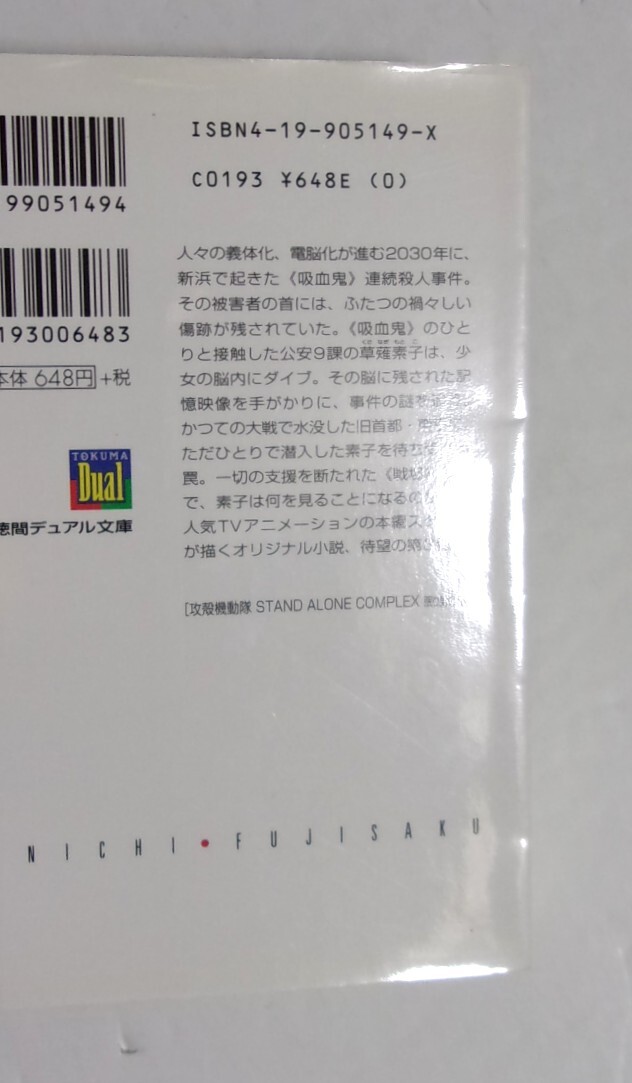 ISBN4-19-905149-X
C0193 ¥648E (0)
99051494
193006483
本体 648円 +税
TOKUMA
Dual
徳間デュアル文庫
人々の義体化、電脳化が進む2030年に、
新浜で起きた《吸血鬼》連続殺人事件。
その被害者の首には、ふたつの禍々しい
傷跡が残されていた。《吸血鬼》のひと
りと接触した公安9課の草薙素子は、少
女の脳内にダイブ。その脳に残された記
憶映像を手がかりに、事件の謎を追
かつての大戦で水没した旧首都・
ただひとりで潜入した素子を待
罠。一切の支援を断たれた《戦場
で、素子は何を見ることになるの
人気TVアニメーションの本編ス
が描くオリジナル小説、待望の第
[攻殻機動隊 STAND ALONE COMPLEX
NICHI・FUJISAKU